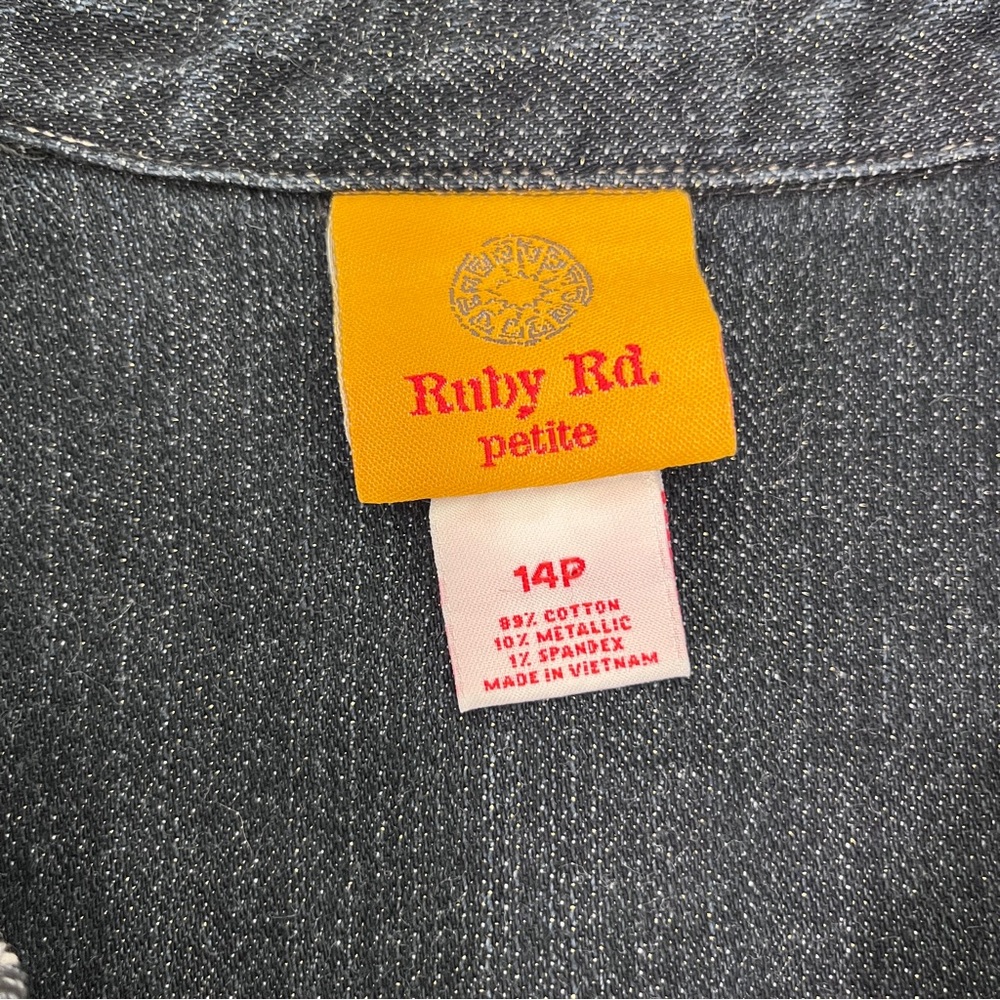 Ruby Rd.
petite
14P
89% COTTON
10% METALLIC
1% SPANDEX
MADE IN VIETNAM